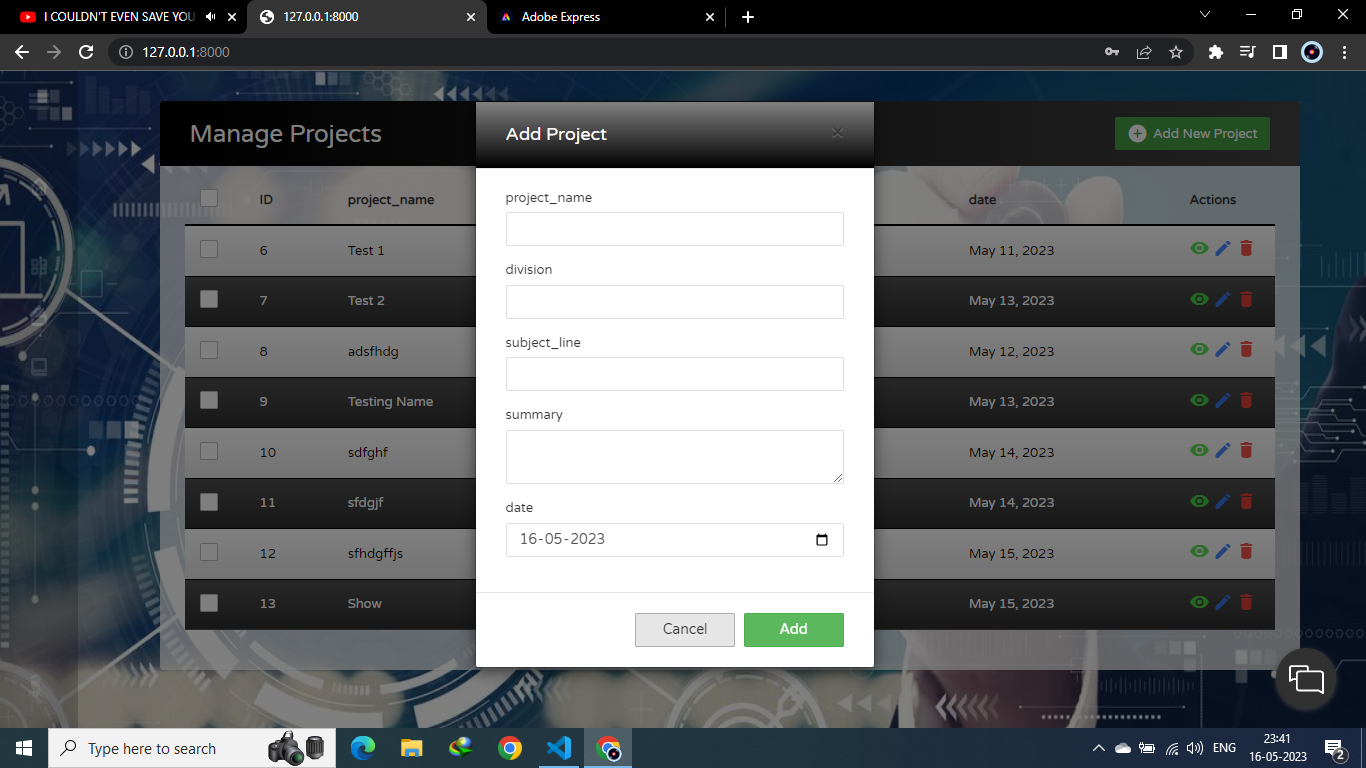 I COULDN'T EVEN SAVE YOU
127.0.0.1:8000
Adobe Express
127.0.0.1:8000
Manage Projects
Add New Project
ID project_name date Actions
6 Test 1 May 11, 2023
7 Test 2 May 13, 2023
8 adsfhdg May 12, 2023
9 Testing Name May 13, 2023
10 sdfghf May 14, 2023
11 sfdgjf May 14, 2023
12 sfhdgffjs May 15, 2023
13 Show May 15, 2023
Add Project
project_name
division
subject_line
summary
date
16-05-2023
Cancel
Add
Type here to search
ENG
23:41
16-05-2023
2